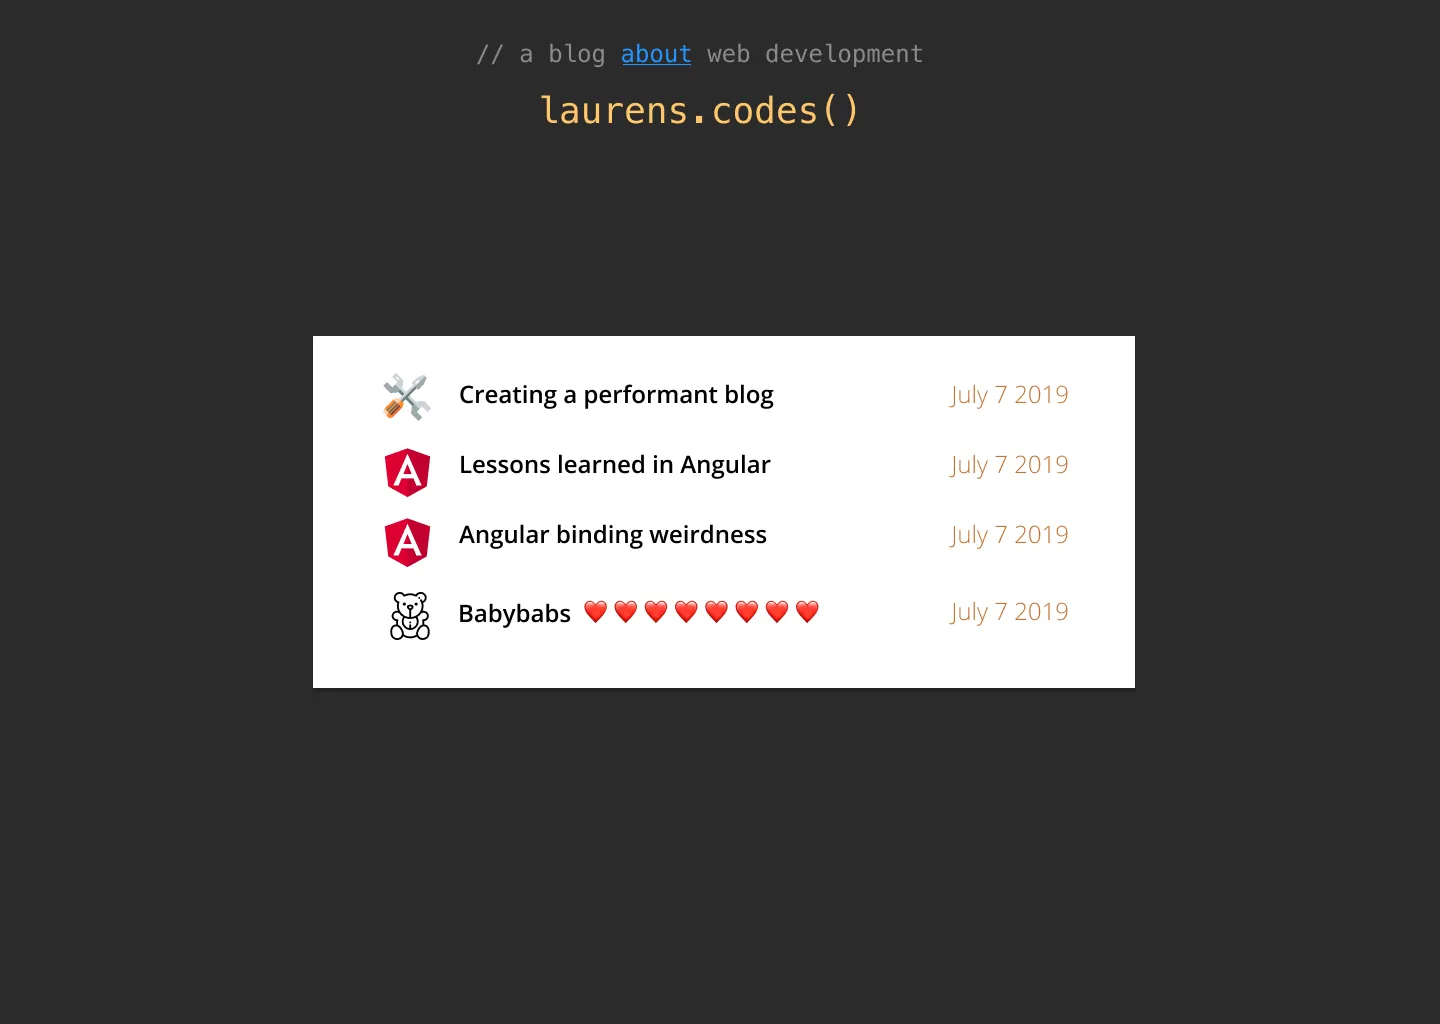 // a blog about web development
laurens.codes()
Creating a performant blog July 7 2019
Lessons learned in Angular July 7 2019
Angular binding weirdness July 7 2019
Babybabs ❤️❤️❤️❤️❤️❤️❤️❤️ July 7 2019